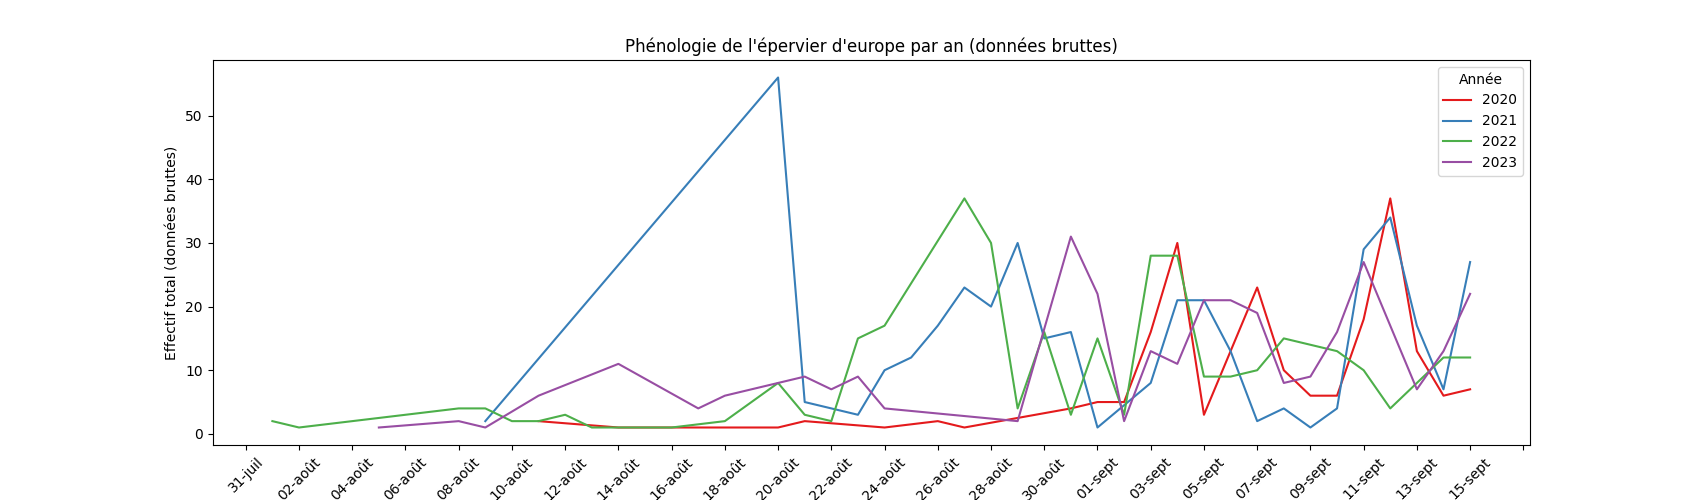 Phénologie de l'épervier d'europe par an (données bruttes)
Effectif total (données bruttes)
50
40
30
20
10
0
Année
2020
2021
2022
2023
31-juil
02-août
04-août
06-août
08-août
10-août
12-août
14-août
16-août
18-août
20-août
22-août
24-août
26-août
28-août
30-août
01-sept
03-sept
05-sept
07-sept
09-sept
11-sept
13-sept
15-sept